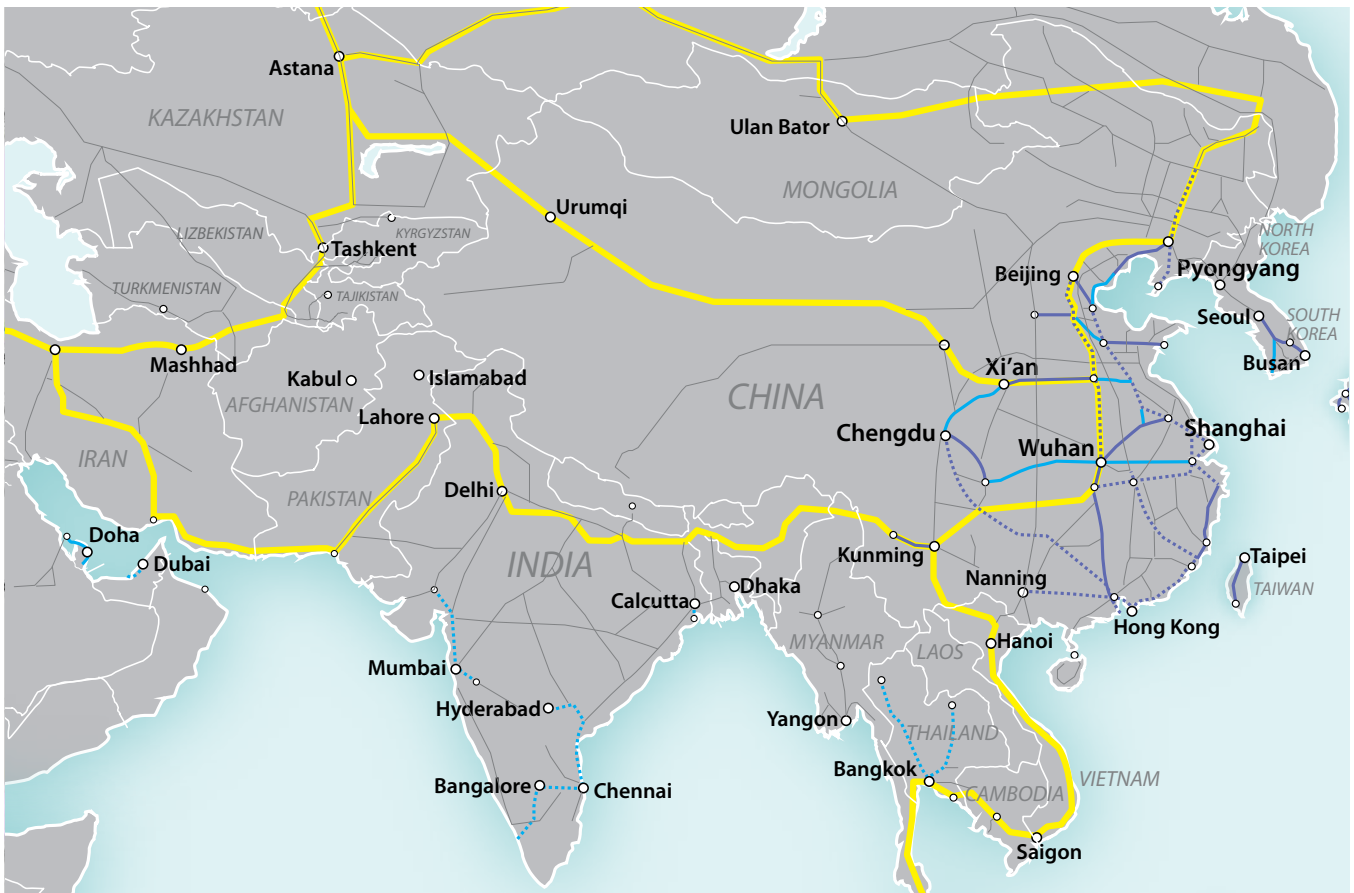 Astana
KAZAKHSTAN
Ulan Bator
MONGOLIA
Urumqi
LIZBEKISTAN
KYRGYZSTAN
Tashkent
NORTH
KOREA
Beijing
Pyongyang
TURKMENISTAN
TAJIKISTAN
Seoul
SOUTH
KOREA
Mashhad
Busan
Xi'an
Kabul
Islamabad
AFGHANISTAN
CHINA
Lahore
Chengdu
Shanghai
Wuhan
IRAN
PAKISTAN
Delhi
Doha
Dubai
INDIA
Kunming
Taipei
Nanning
Dhaka
TAIWAN
Calcutta
Hong Kong
MYANMAR
Hanoi
LAOS
Mumbai
Hyderabad
Yangon
THAILAND
Bangkok
VIETNAM
Bangalore
Chennai
CAMBODIA
Saigon